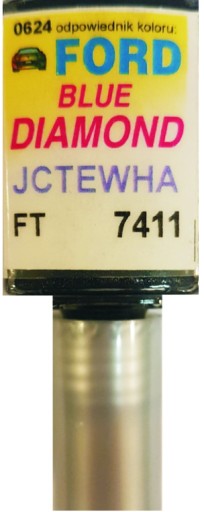 0624 odpowiednik koloru:
FORD
BLUE
DIAMOND
JCTEWHA
FT 7411